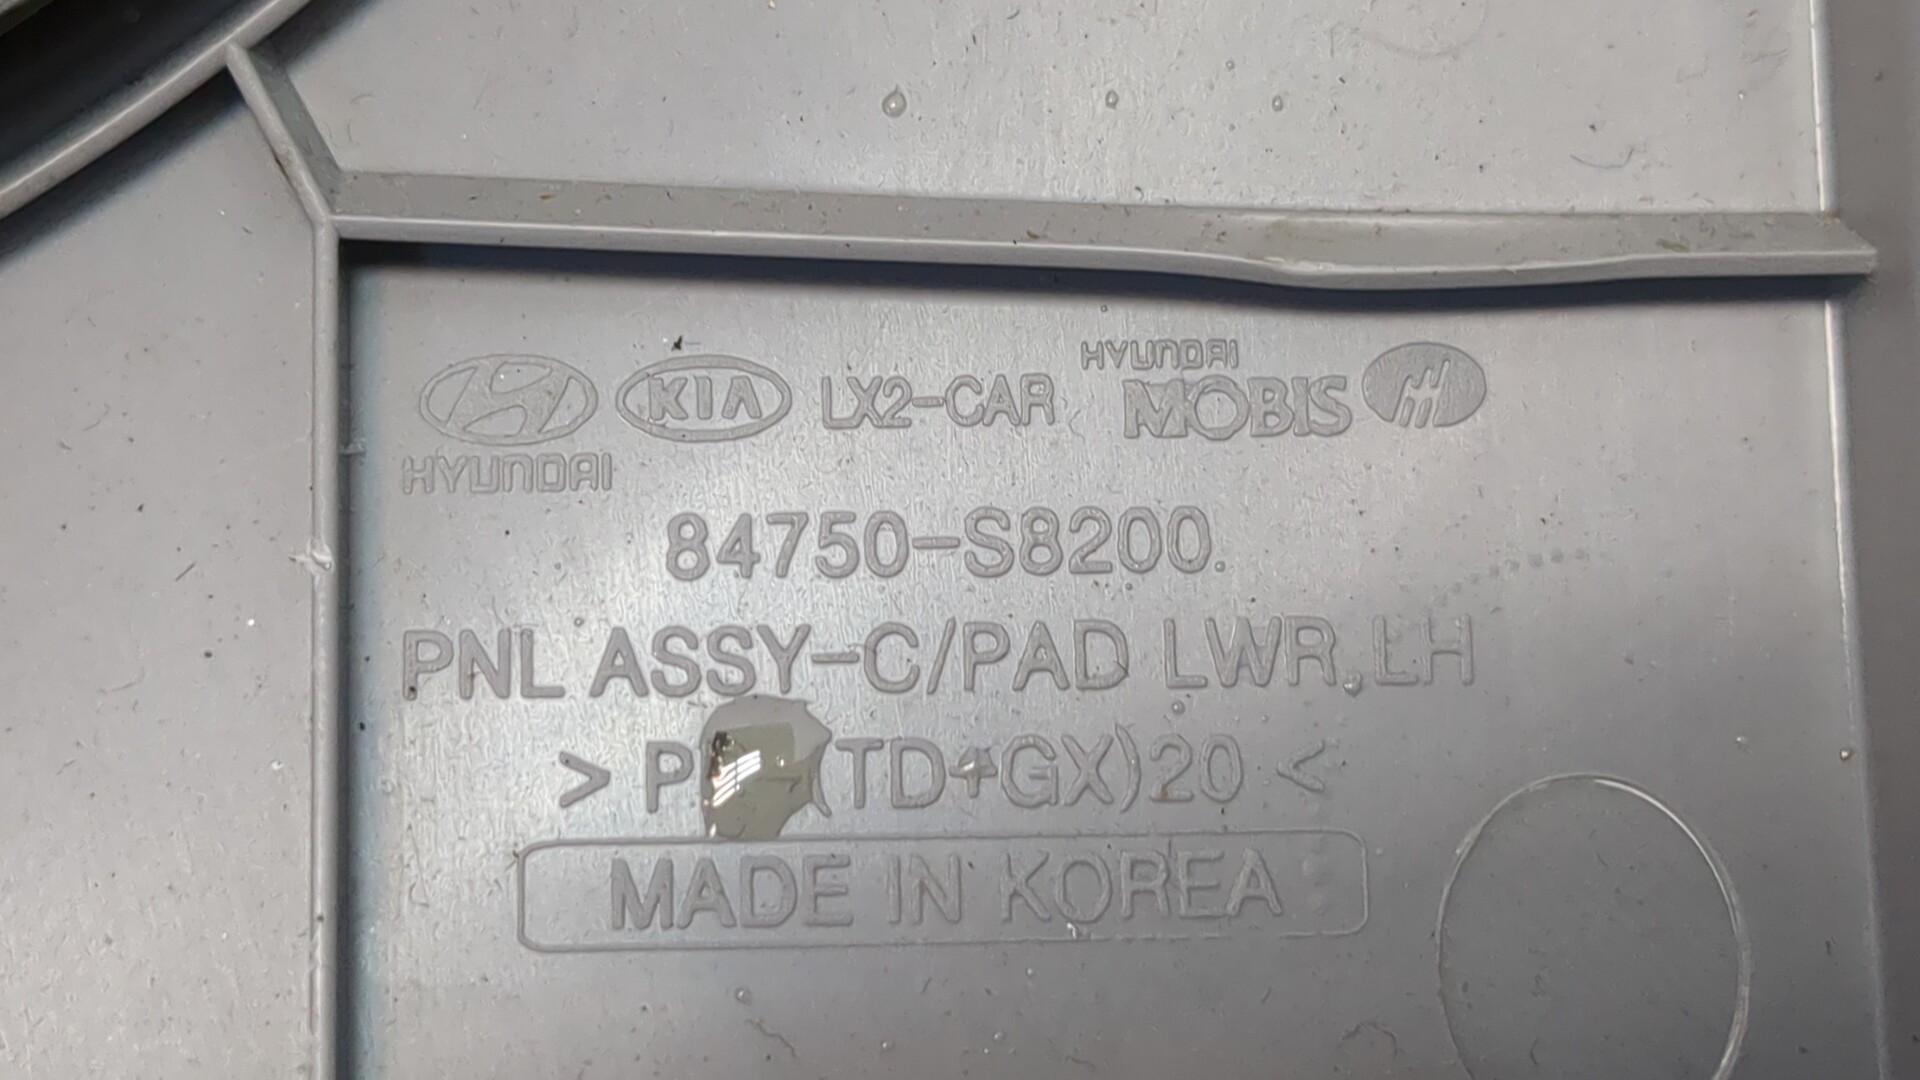 KIA LX2-CAR HYUNDAI MOBIS
HYUNDAI
84750-S8200
PNL ASSY-C/PAD LWR,LH
(TD+GX)20 <
MADE IN KOREA